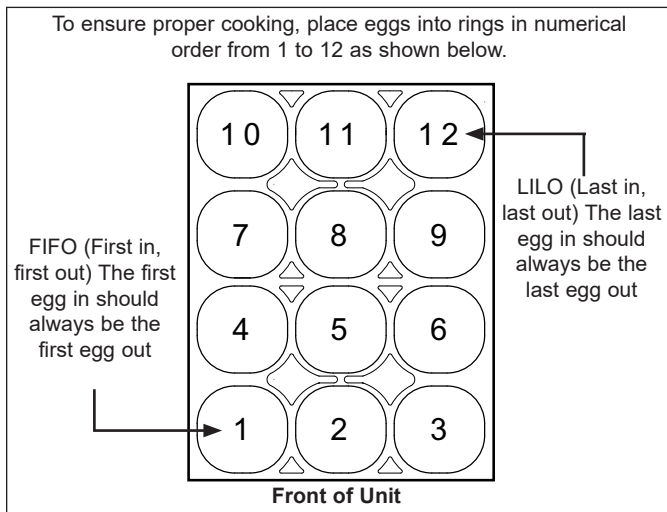 To ensure proper cooking, place eggs into rings in numerical
order from 1 to 12 as shown below.
10 11 12
LILO (Last in,
last out) The last
egg in should
always be the
last egg out
7 8 9
FIFO (First in,
first out) The first
egg in should
always be the
first egg out
4 5 6
1 2 3
Front of Unit